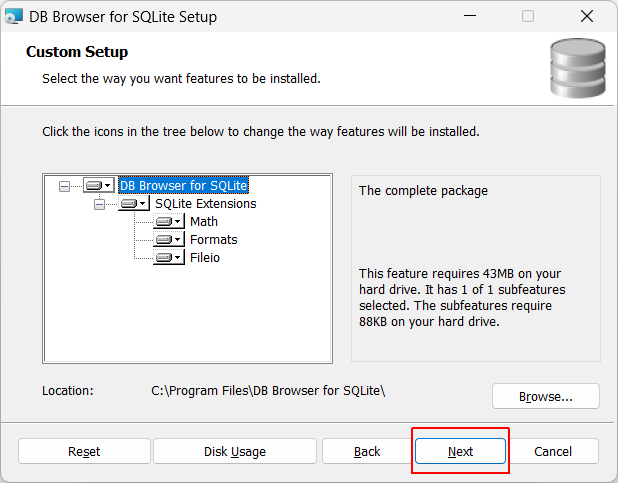 DB Browser for SQLite Setup
Custom Setup
Select the way you want features to be installed.
Click the icons in the tree below to change the way features will be installed.
DB Browser for SQLite
SQLite Extensions
Math
Formats
Fileio
The complete package
This feature requires 43MB on your
hard drive. It has 1 of 1 subfeatures
selected. The subfeatures require
88KB on your hard drive.
Location: C:\Program Files\DB Browser for SQLite\
Browse...
Reset Disk Usage Back Next Cancel